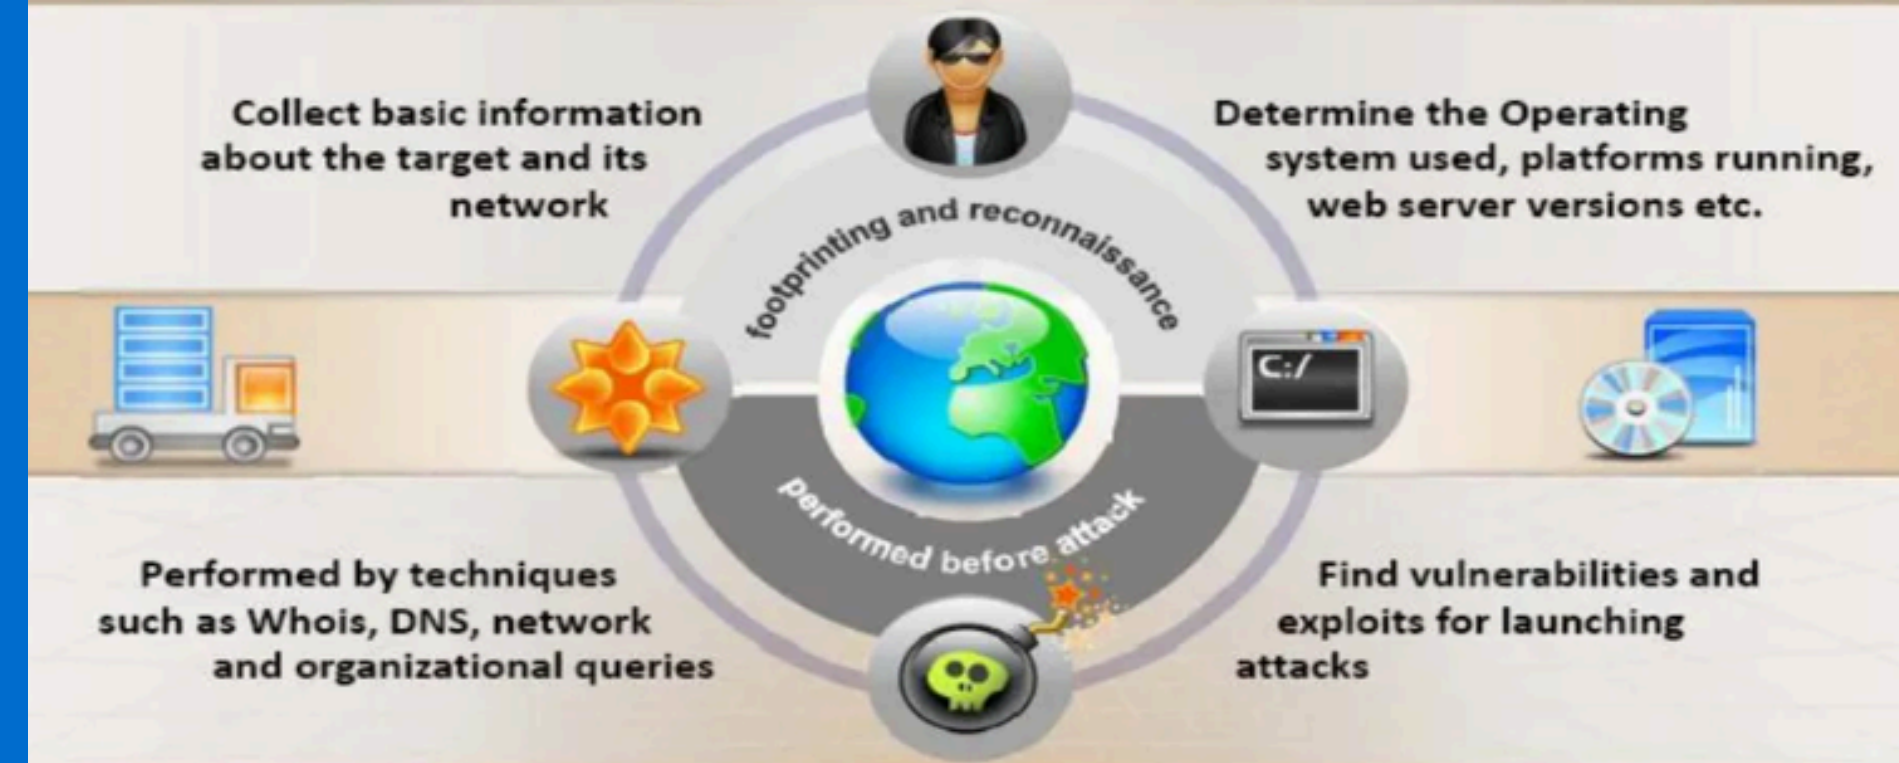 Collect basic information
about the target and its
network
Determine the Operating
system used, platforms running,
web server versions etc.
footprinting and reconnaissance
C:/
performed before attack
Performed by techniques
such as Whois, DNS, network
and organizational queries
Find vulnerabilities and
exploits for launching
attacks